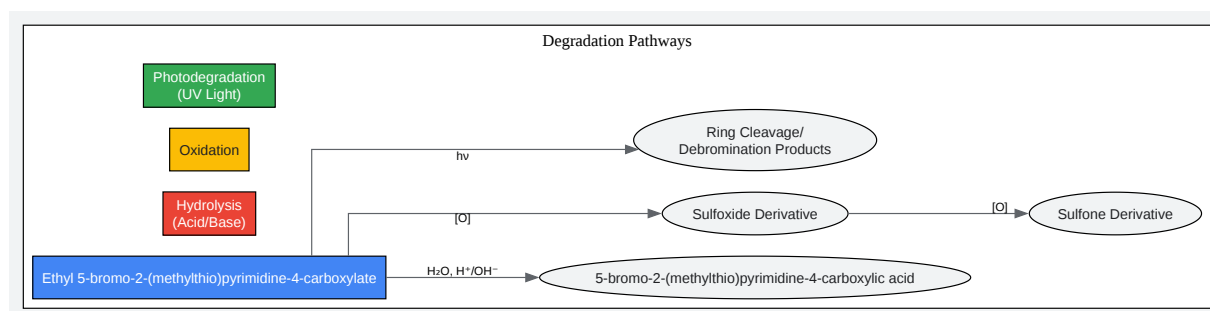 Degradation Pathways
Photodegradation
(UV Light)
Ring Cleavage/
Debromination Products
Oxidation
hν
Hydrolysis
(Acid/Base)
[O]
Sulfoxide Derivative
[O]
Sulfone Derivative
Ethyl 5-bromo-2-(methylthio)pyrimidine-4-carboxylate
H₂O, H⁺/OH⁻
5-bromo-2-(methylthio)pyrimidine-4-carboxylic acid